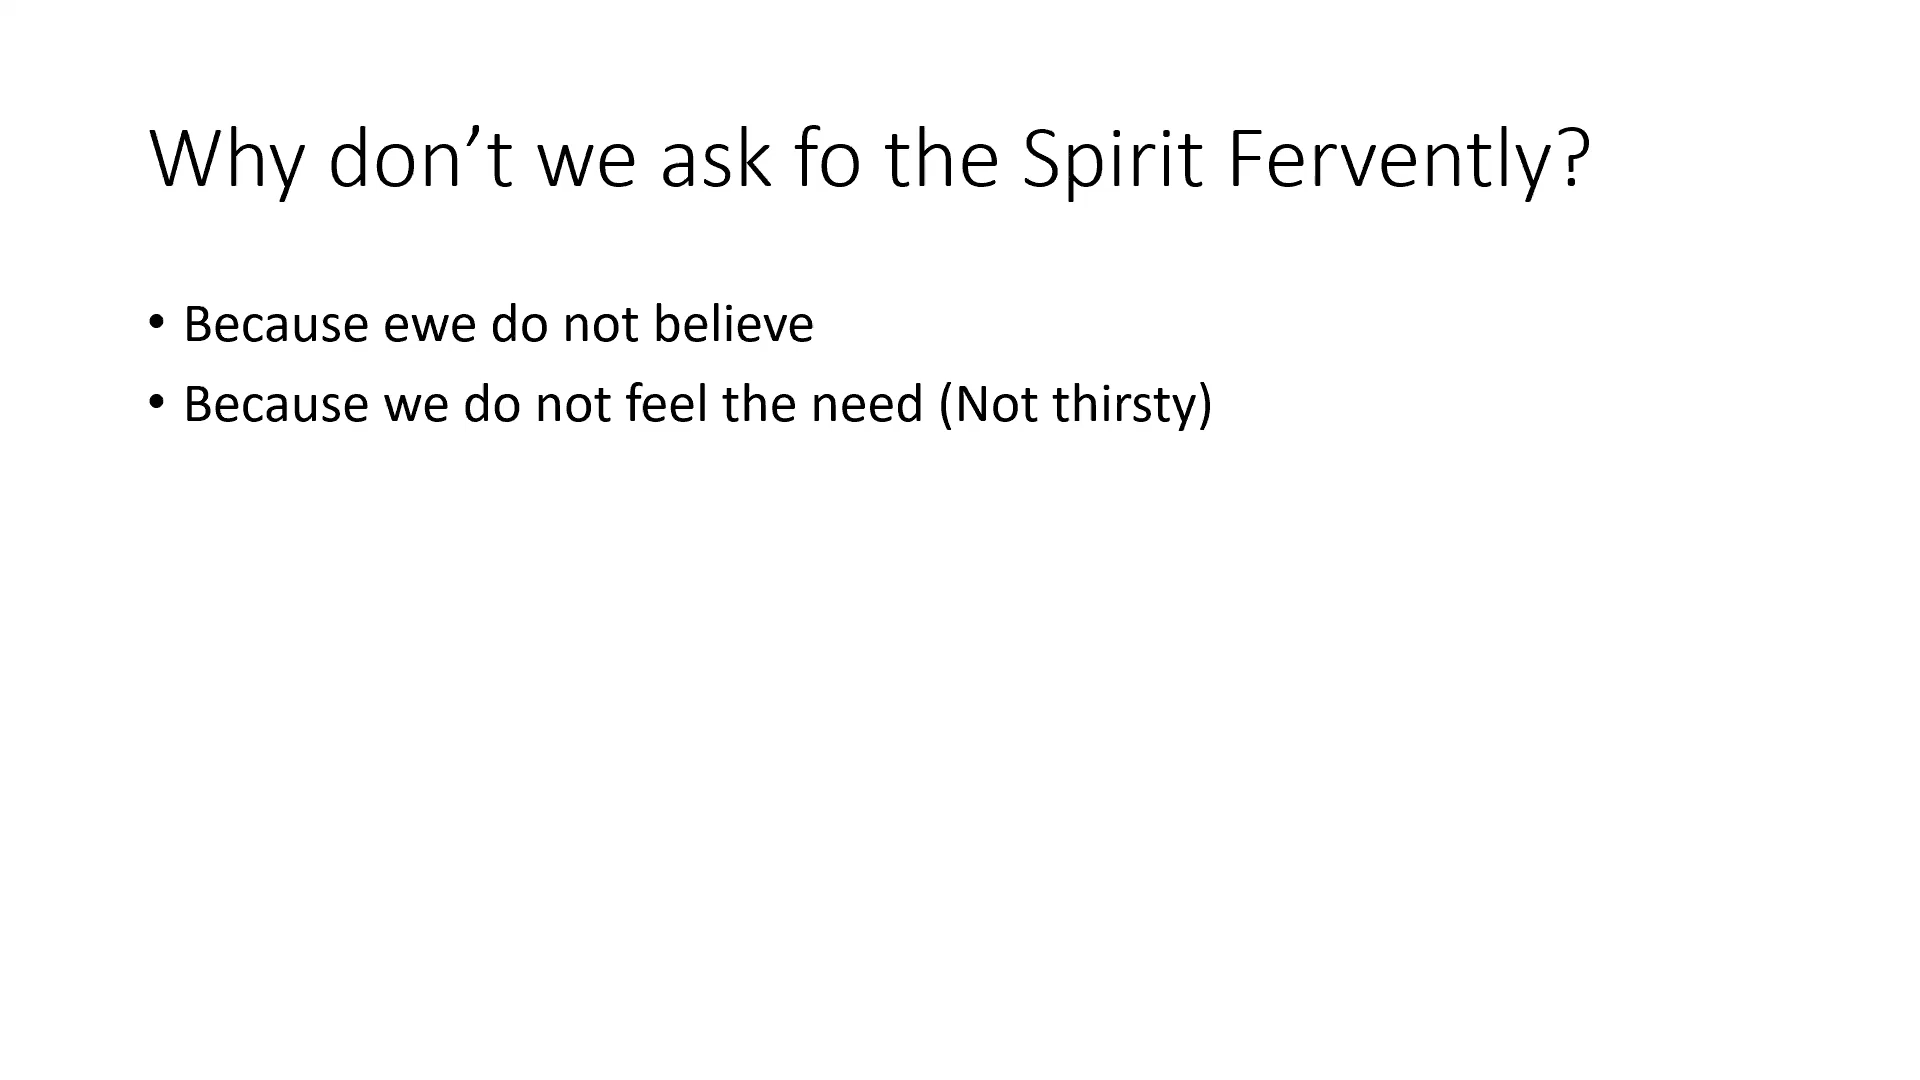 Why don’t we ask fo the Spirit Fervently?
• Because ewe do not believe
• Because we do not feel the need (Not thirsty)